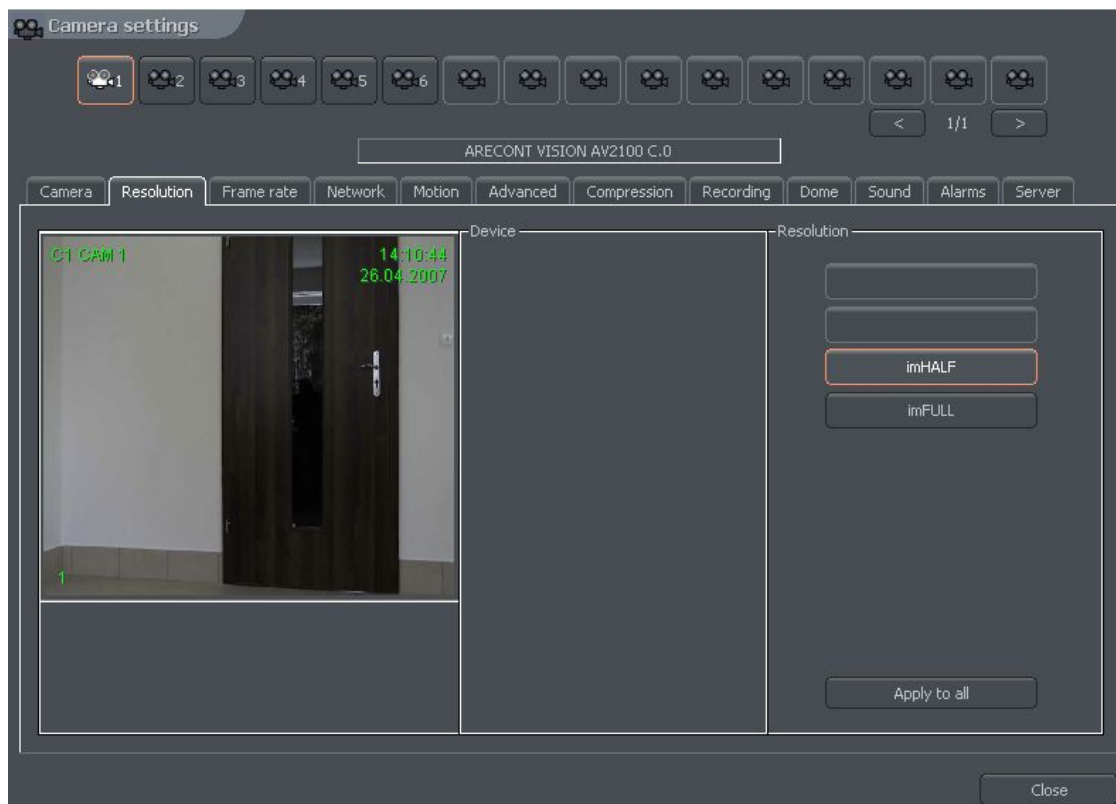 Camera settings
1 2 3 4 5 6
< 1/1 >
ARECONT VISION AV2100 C.0
Camera Resolution Frame rate Network Motion Advanced Compression Recording Dome Sound Alarms Server
Device
Resolution
C1 CAM 1
14:10:44
26.04.2007
1
imHALF
imFULL
Apply to all
Close